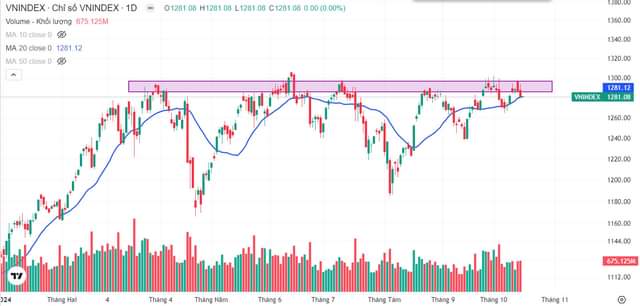 VNINDEX · Chỉ số VNINDEX · 1D O1281.08 H1281.08 L1281.08 C1281.08 0.00 (0.00%)
Volume - Khối lượng 675.125M
MA 10 close 0
MA 20 close 0 1281.12
MA 50 close 0
1380.00
1360.00
1340.00
1320.00
1300.00
1281.12
VNINDEX 1281.08
1260.00
1240.00
1220.00
1200.00
1180.00
1160.00
1144.00
1128.00
675.125M
1112.00
024 Tháng Hai 4 Tháng 4 Tháng Năm Tháng 6 Tháng 7 Tháng Tám Tháng 9 Tháng 10 Tháng 11